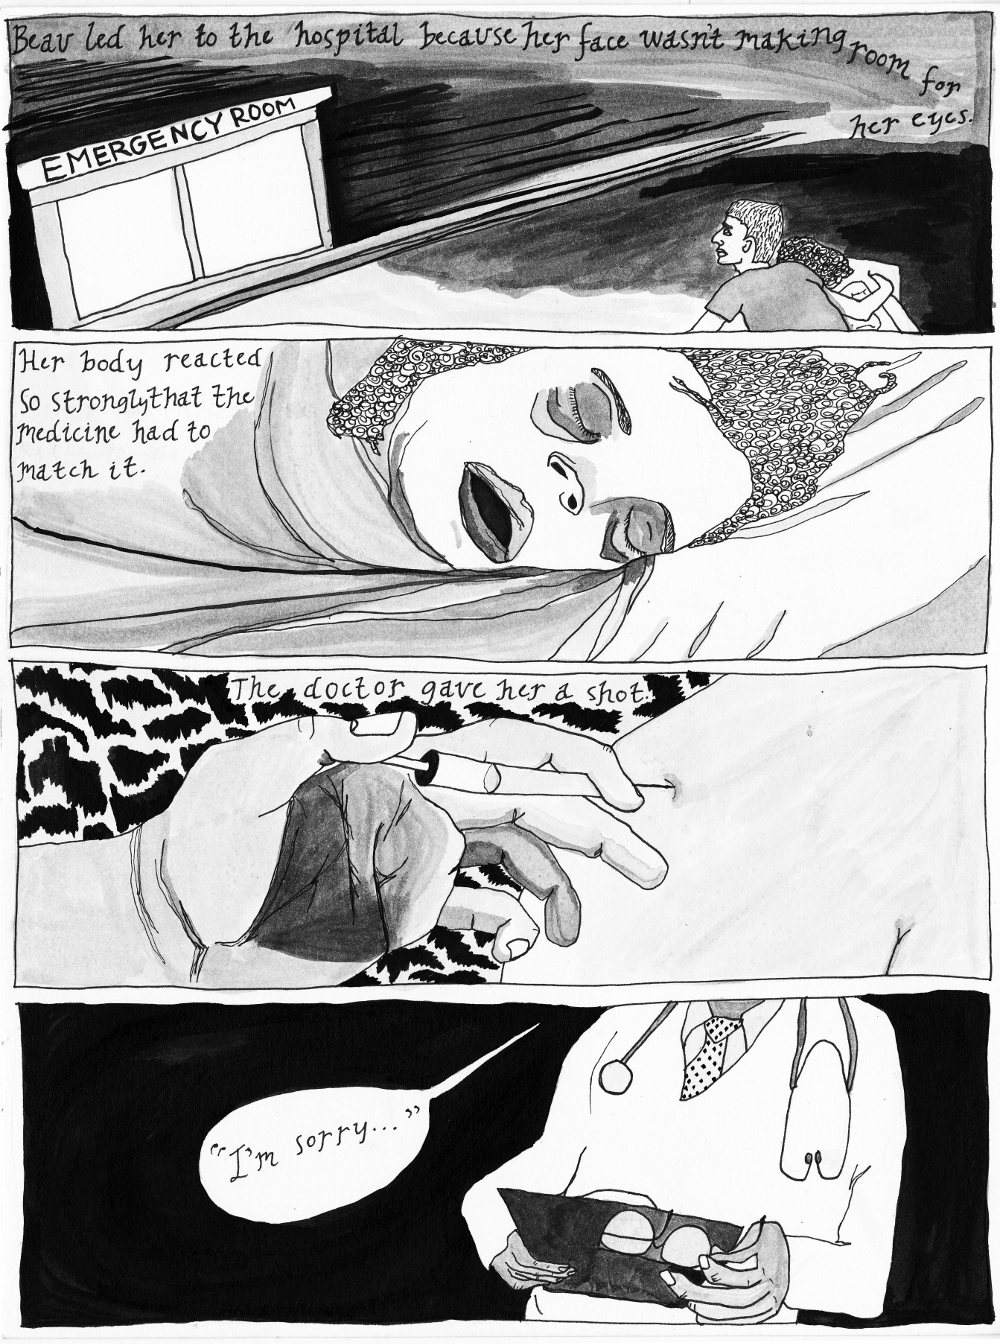 Beau led her to the hospital because her face wasn't making room for
her eyes.
EMERGENCY ROOM
Her body reacted
so strongly that the
medicine had to
match it.
The doctor gave her a shot.
"I'm sorry..."